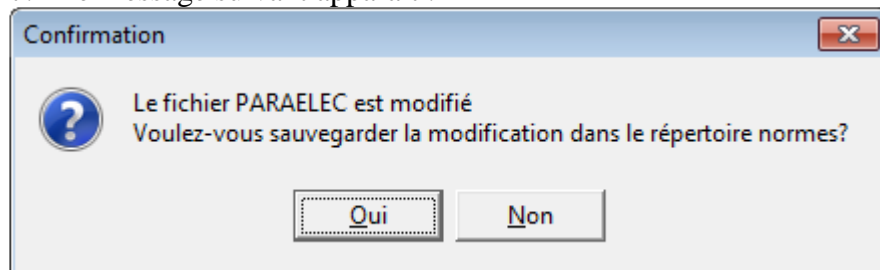 Confirmation
Le fichier PARAELEC est modifié
Voulez-vous sauvegarder la modification dans le répertoire normes?
Oui
Non